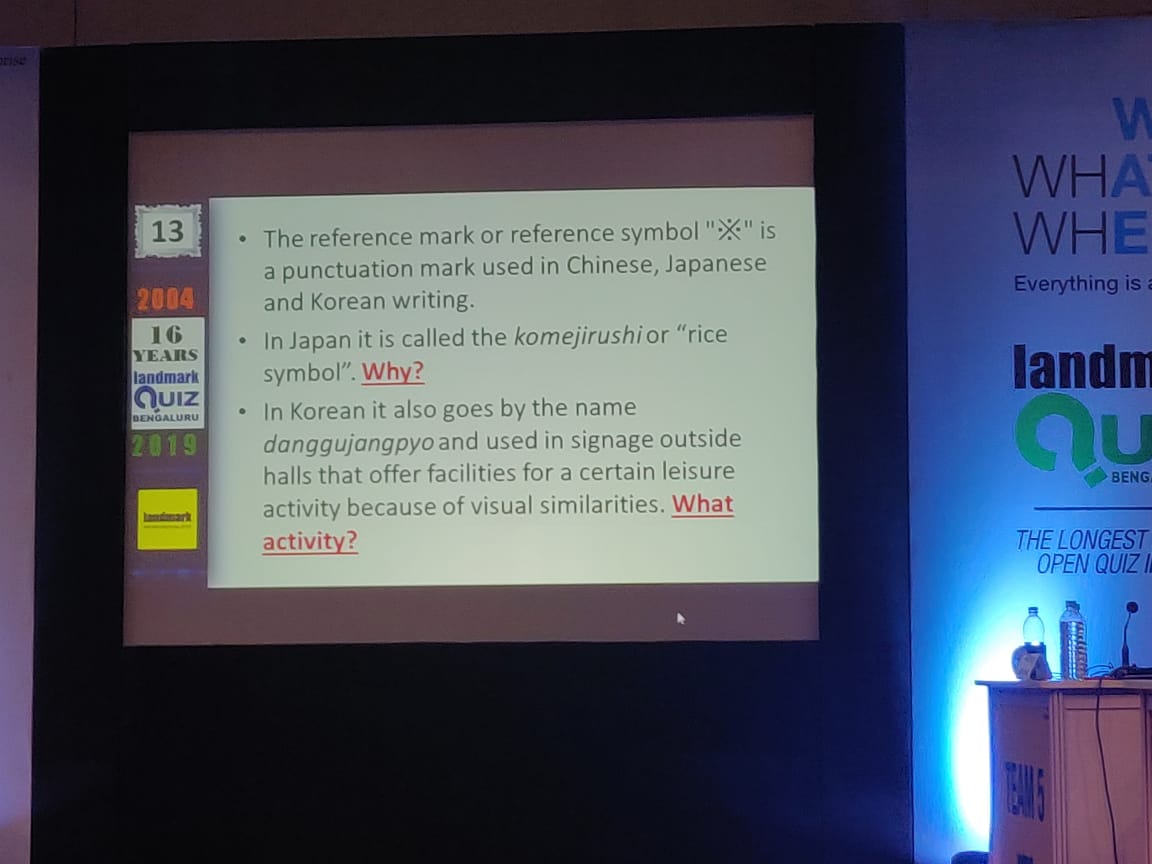 13
2004
16
YEARS
landmark
QUIZ
BENGALURU
2019
landmark
• The reference mark or reference symbol "※" is
a punctuation mark used in Chinese, Japanese
and Korean writing.
• In Japan it is called the komejirushi or “rice
symbol”. Why?
• In Korean it also goes by the name
danggujangpyo and used in signage outside
halls that offer facilities for a certain leisure
activity because of visual similarities. What
activity?
W
WHAT
WHE
Everything is a
landm
Qu
BENG
THE LONGEST
OPEN QUIZ I
TEAM 5